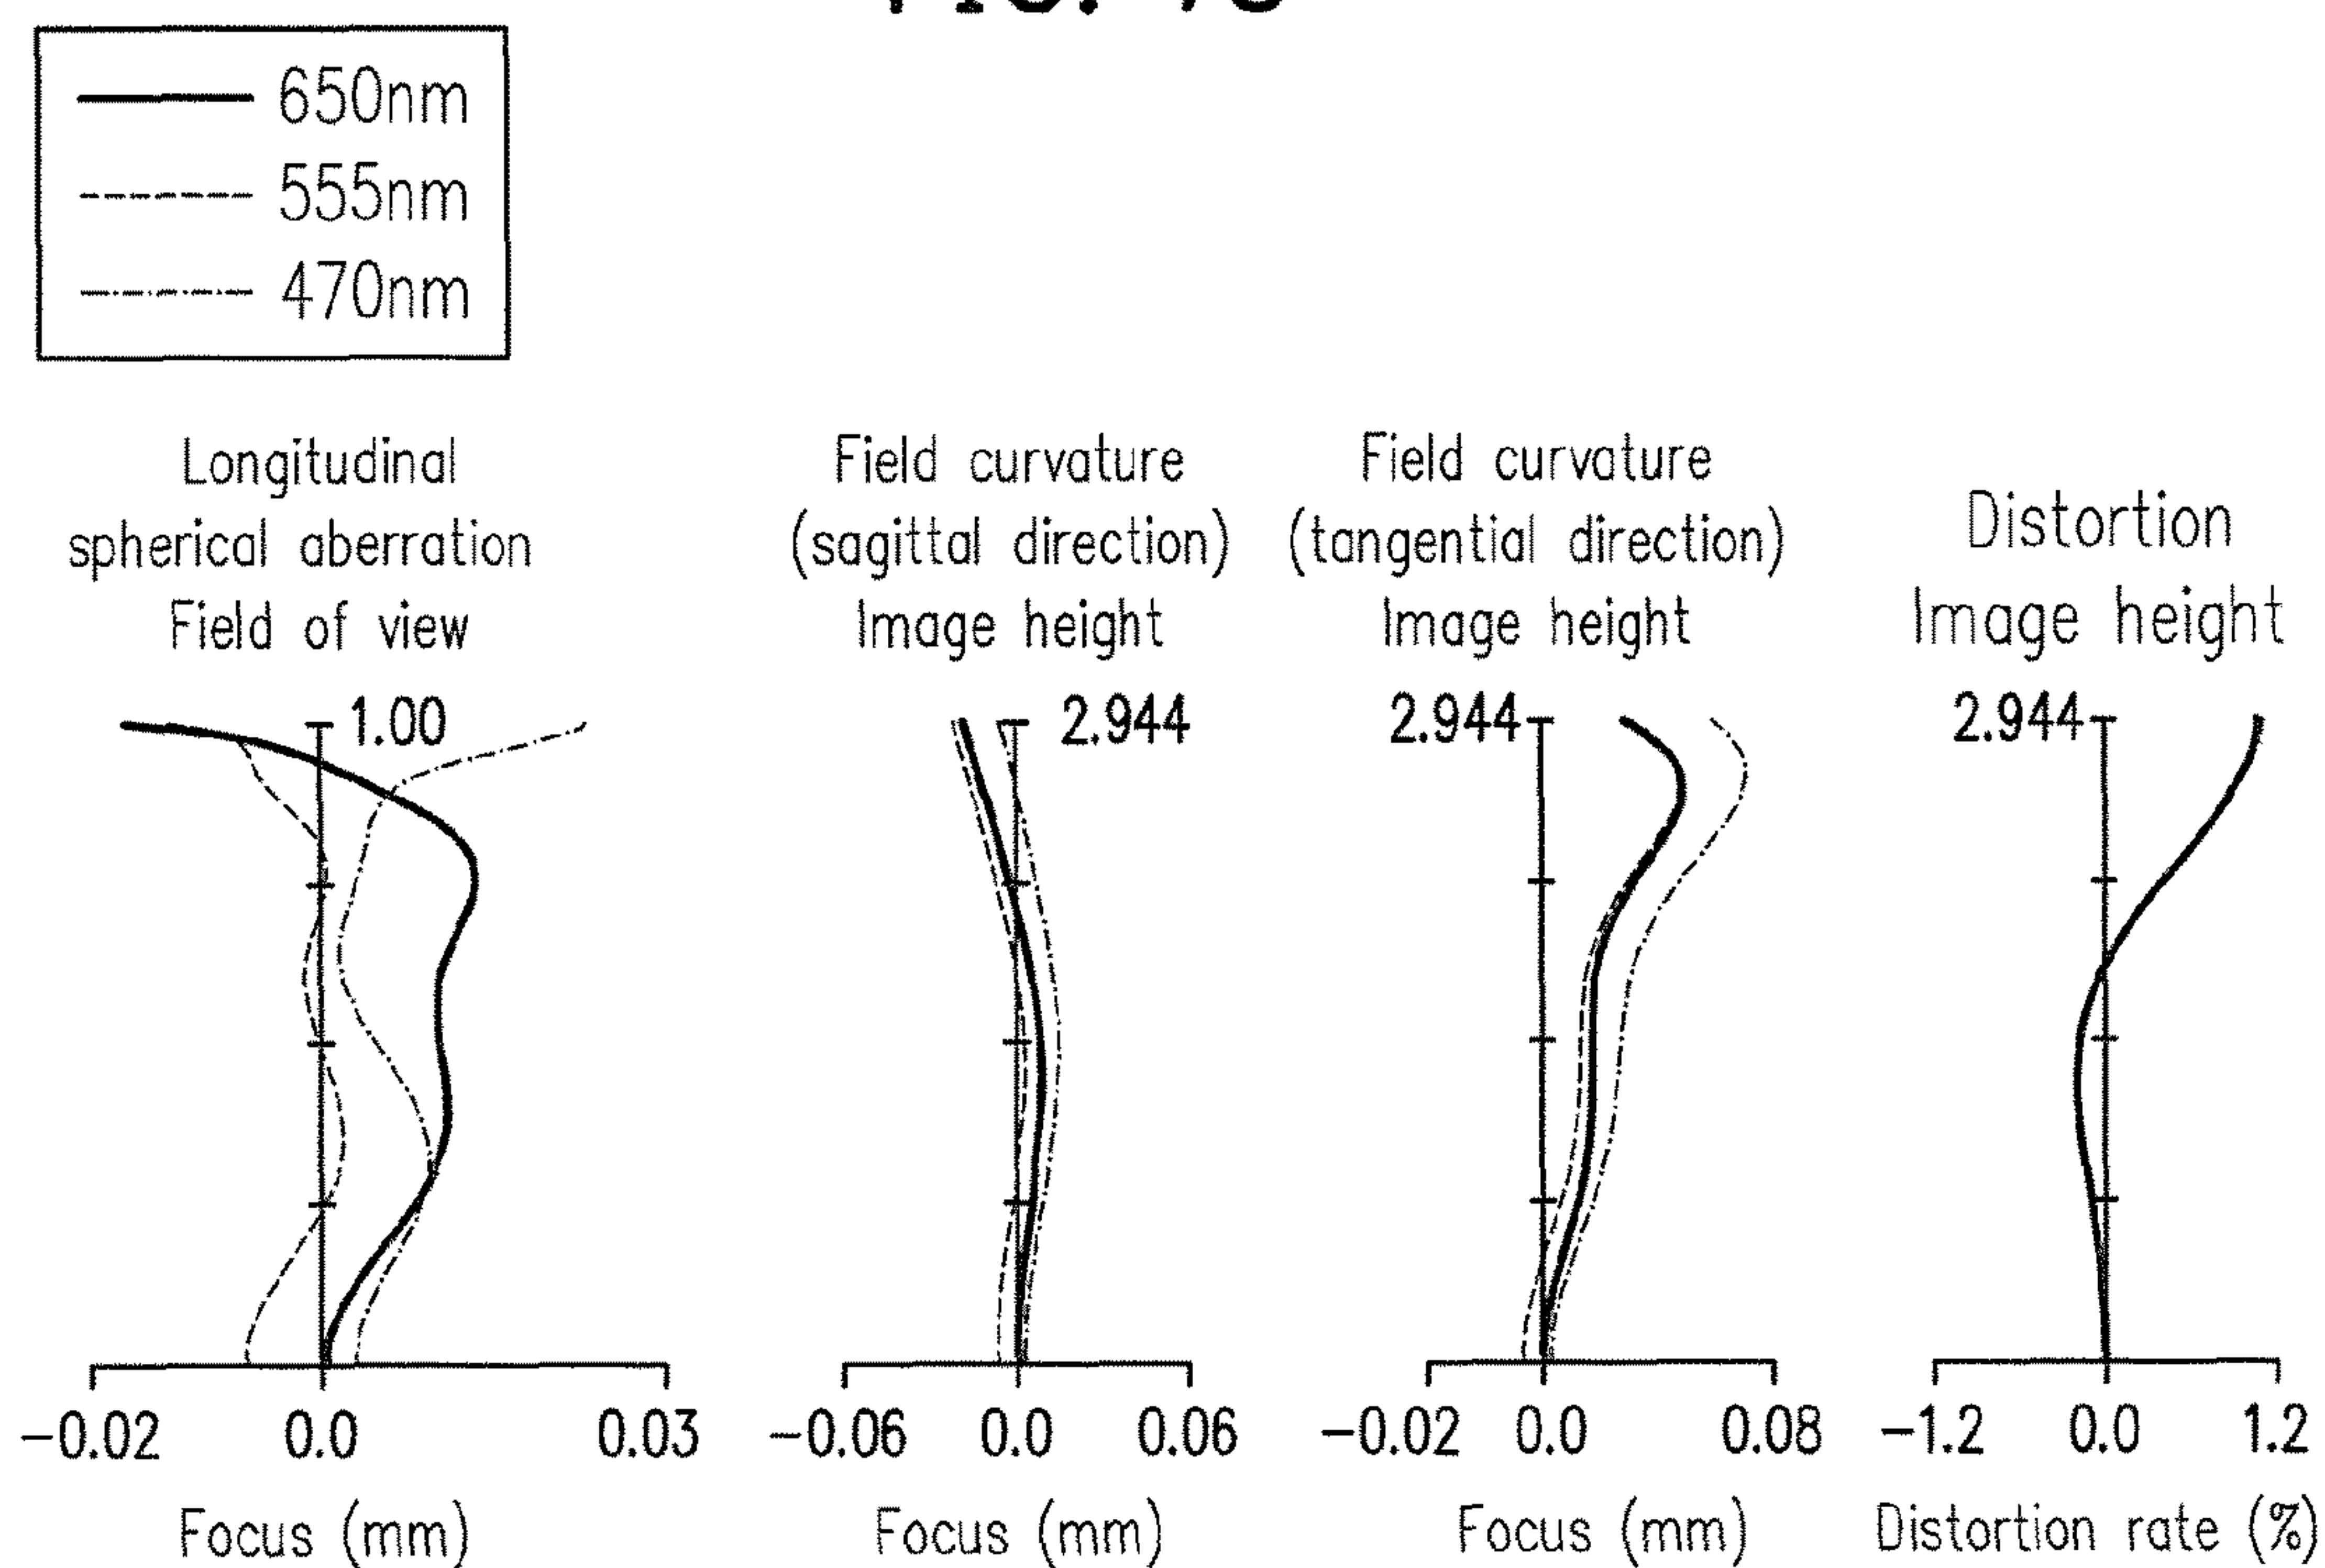 650nm
555nm
470nm
Longitudinal
spherical aberration
Field of view
1.00
-0.02 0.0 0.03
Focus (mm)
Field curvature
(sagittal direction)
Image height
2.944
-0.06 0.0 0.06
Focus (mm)
Field curvature
(tangential direction)
Image height
2.944
-0.02 0.0 0.08
Focus (mm)
Distortion
Image height
2.944
-1.2 0.0 1.2
Distortion rate (%)